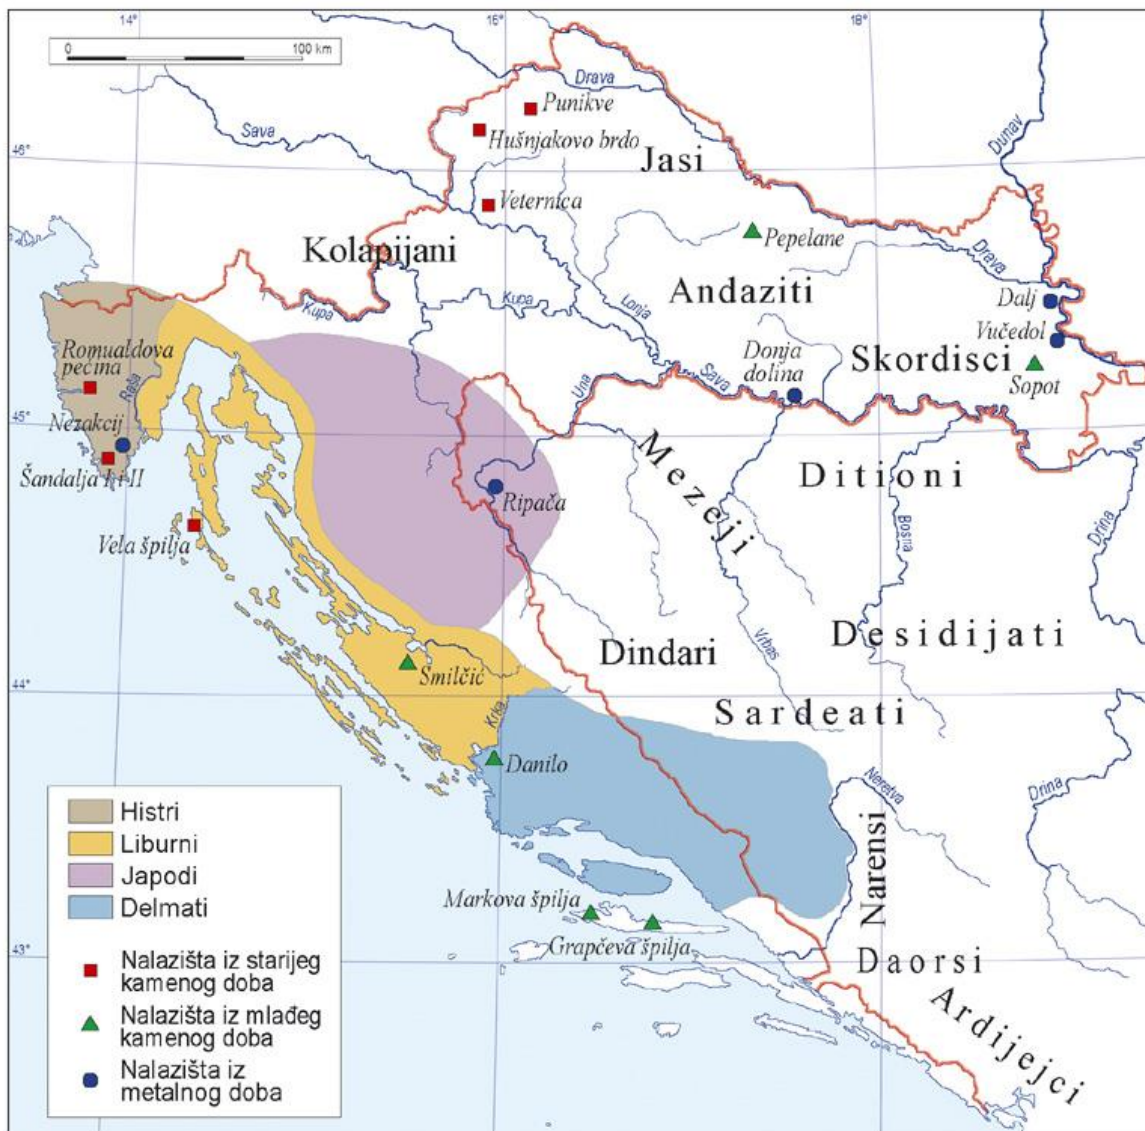 14°
16°
18°
0
100 km
Drava
Punikve
Hušnjakovo brdo
Sava
Jasi
Dunav
46°
Veternica
Kolapijani
Pepelane
Drava
Andaziti
Dalj
Kupa
Kupa
Lonja
Vučedol
Romualdova
pećina
Raša
Donja
dolina
Skordisci
Sopot
Una
Sava
45°
Nezakcij
Mezeji
Ditioni
Šandalja I i II
Ripača
Bosna
Drina
Vela špilja
Dindari
Vrbas
Desidijati
Smilčić
44°
Sardeati
Krka
Danilo
Neretva
Drina
Narensi
Markova špilja
Grapčeva špilja
43°
Daorsi
Ardijejci
Histri
Liburni
Japodi
Delmati
Nalazišta iz starijeg
kamenog doba
Nalazišta iz mlađeg
kamenog doba
Nalazišta iz
metalnog doba